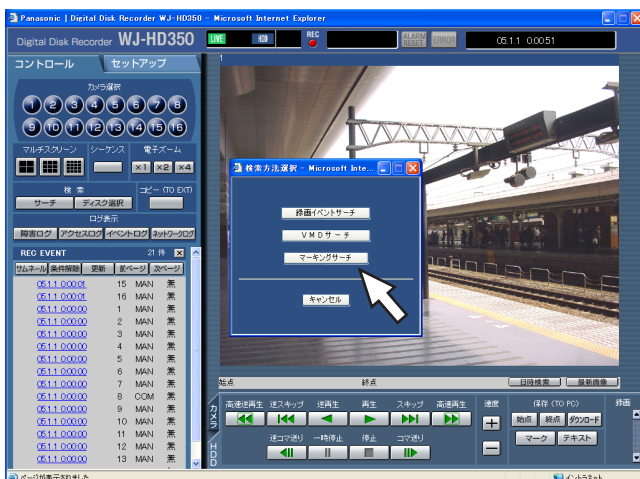 Panasonic | Digital Disk Recorder WJ-HD350 - Microsoft Internet Explorer
Digital Disk Recorder WJ-HD350
LIVE HDD REC ALARM RESET ERROR 05.1.1 0:00:51
コントロール セットアップ
1
カメラ選択
1 2 3 4 5 6 7 8
9 10 11 12 13 14 15 16
マルチスクリーン シーケンス 電子ズーム
×1 ×2 ×4
検 索 コピー (TO EXT)
サーチ ディスク選択
ログ表示
障害ログ アクセスログ イベントログ ネットワークログ
REC EVENT 21 件
サムネール 条件解除 更新 前ページ 次ページ
05.1.1 0:00:01 15 MAN 無
05.1.1 0:00:01 16 MAN 無
05.1.1 0:00:00 1 MAN 無
05.1.1 0:00:00 2 MAN 無
05.1.1 0:00:00 3 MAN 無
05.1.1 0:00:00 4 MAN 無
05.1.1 0:00:00 5 MAN 無
05.1.1 0:00:00 6 MAN 無
05.1.1 0:00:00 7 MAN 無
05.1.1 0:00:00 8 COM 無
05.1.1 0:00:00 9 MAN 無
05.1.1 0:00:00 10 MAN 無
05.1.1 0:00:00 11 MAN 無
05.1.1 0:00:00 12 MAN 無
05.1.1 0:00:00 13 MAN 無
検索方法選択 - Microsoft Inte...
録画イベントサーチ
VMDサーチ
マーキングサーチ
キャンセル
始点 終点 日時検索 最新画像
カメラ
HDD
高速逆再生 逆スキップ 逆再生 再生 スキップ 高速再生 速度 保存 (TO PC) 録画
始点 終点 ダウンロード
逆コマ送り 一時停止 停止 コマ送り
マーク テキスト
ページが表示されました
イントラネット